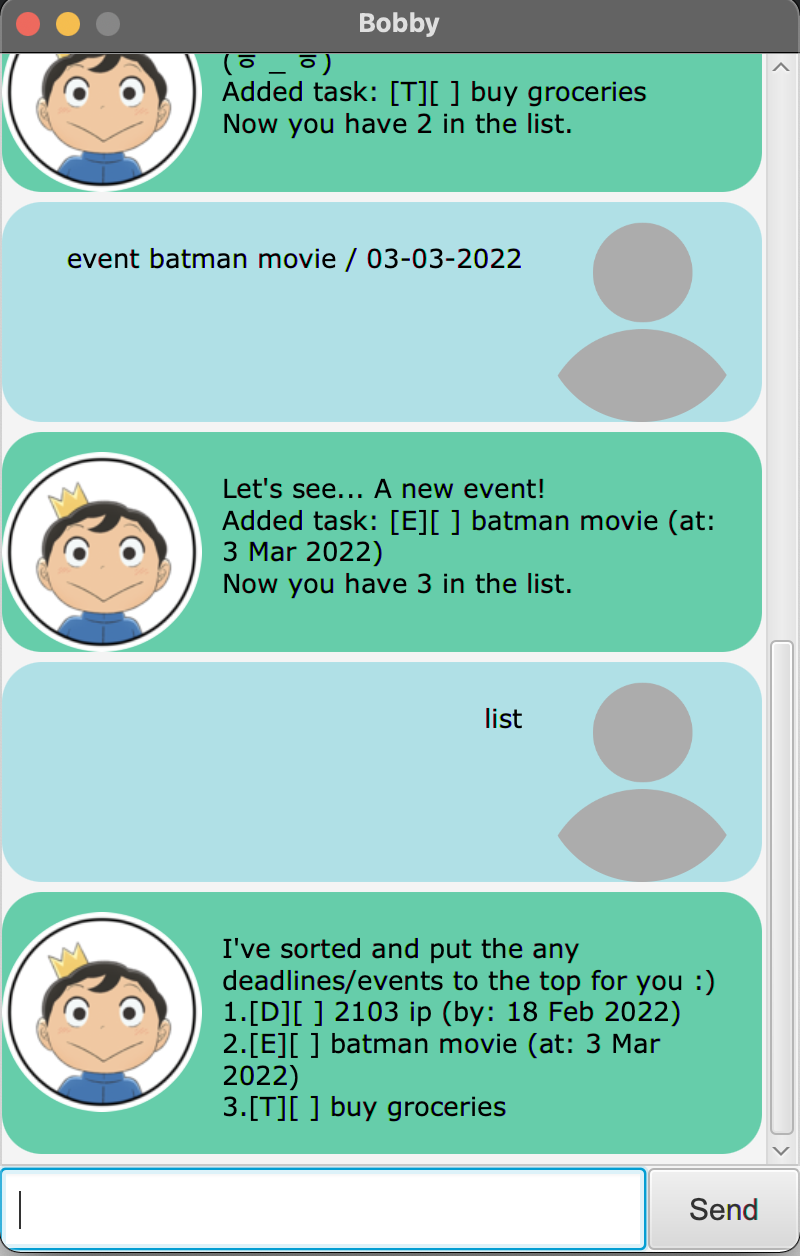 Bobby
(ㅎ _ ㅎ)
Added task: [T][ ] buy groceries
Now you have 2 in the list.
event batman movie / 03-03-2022
Let's see... A new event!
Added task: [E][ ] batman movie (at:
3 Mar 2022)
Now you have 3 in the list.
list
I've sorted and put the any
deadlines/events to the top for you :)
1.[D][ ] 2103 ip (by: 18 Feb 2022)
2.[E][ ] batman movie (at: 3 Mar
2022)
3.[T][ ] buy groceries
Send